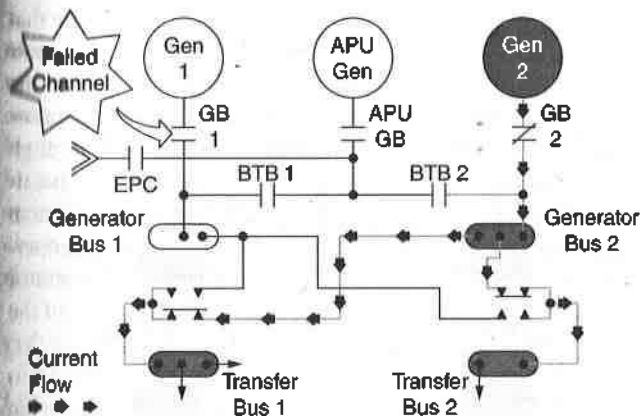 Failed
Channel
Gen
1
APU
Gen
Gen
2
GB
1
APU
GB
GB
2
EPC
BTB 1
BTB 2
Generator
Bus 1
Generator
Bus 2
Current
Flow
Transfer
Bus 1
Transfer
Bus 2